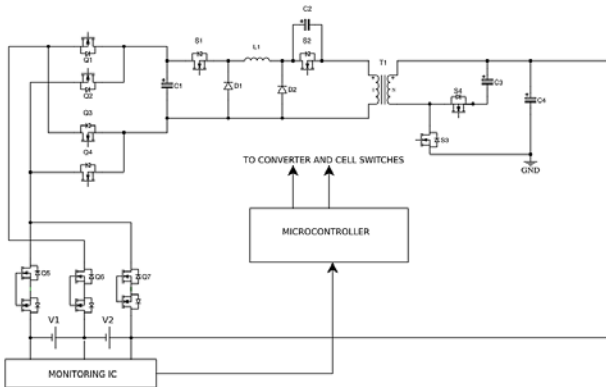 C2
S1
L1
S2
Q1
T1
Q2
C1
D1
D2
S4
C3
C4
Q3
S3
Q4
GND
TO CONVERTER AND CELL SWITCHES
MICROCONTROLLER
Q5
Q6
Q7
V1
V2
MONITORING IC